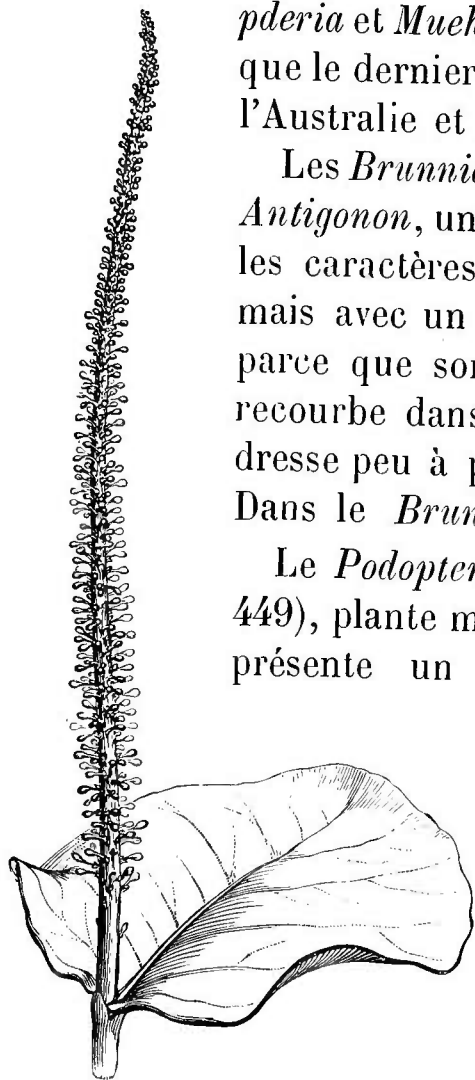 pderia et Mueh
que le dernier
l'Australie et
Les Brunnic
Antigonon, un
les caractères
mais avec un
parce que son
recourbe dans
dresse peu à p
Dans le Brun
Le Podopter
449), plante m
présente un